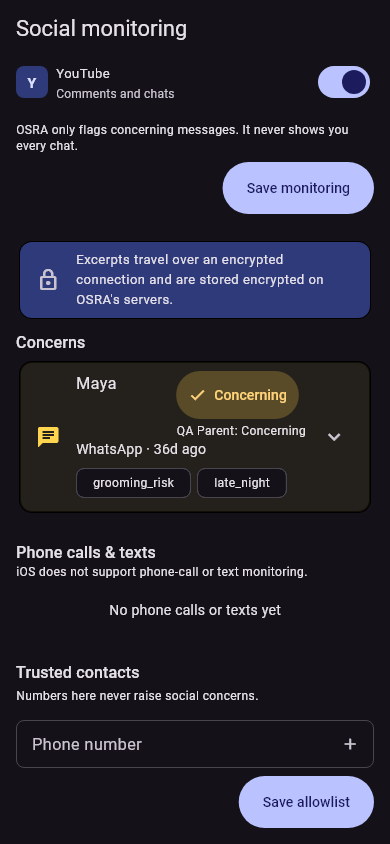 Social monitoring
Y
YouTube
Comments and chats
OSRA only flags concerning messages. It never shows you
every chat.
Save monitoring
Excerpts travel over an encrypted
connection and are stored encrypted on
OSRA's servers.
Concerns
Maya
Concerning
QA Parent: Concerning
WhatsApp · 36d ago
grooming_risk
late_night
Phone calls & texts
iOS does not support phone-call or text monitoring.
No phone calls or texts yet
Trusted contacts
Numbers here never raise social concerns.
Phone number
Save allowlist